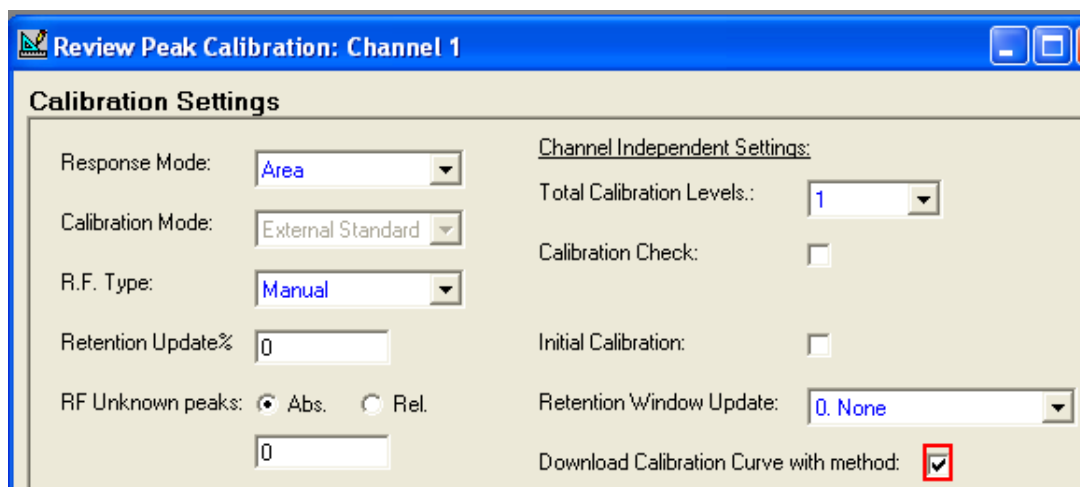 Review Peak Calibration: Channel 1
Calibration Settings
Response Mode: Area
Calibration Mode: External Standard
R.F. Type: Manual
Retention Update% 0
RF Unknown peaks: Abs. Rel.
0
Channel Independent Settings:
Total Calibration Levels.: 1
Calibration Check:
Initial Calibration:
Retention Window Update: 0. None
Download Calibration Curve with method: